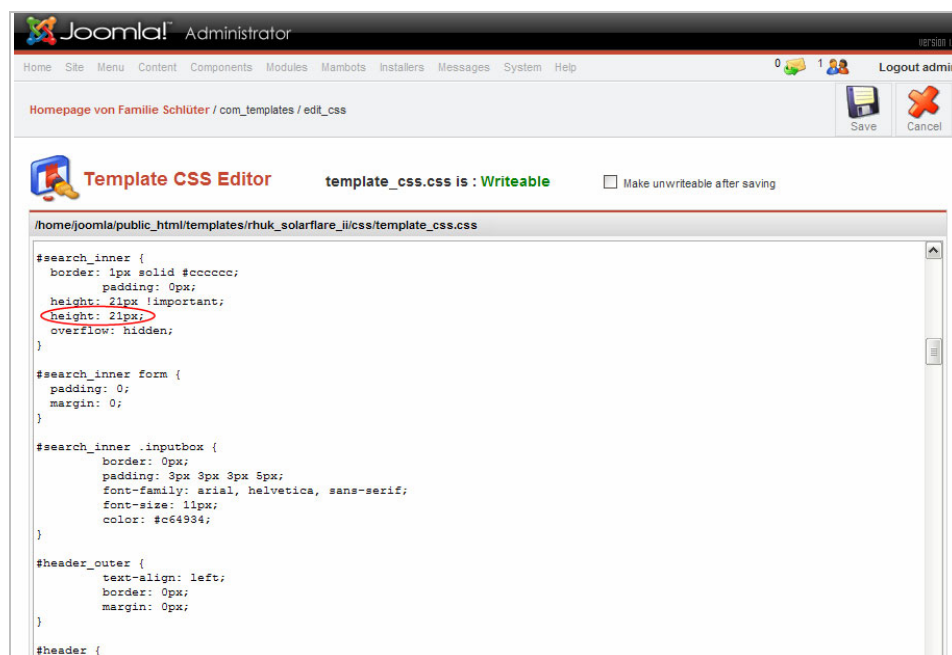 Joomla! Administrator
version
Home Site Menu Content Components Modules Mambots Installers Messages System Help 0 1 Logout admi
Homepage von Familie Schlüter / com_templates / edit_css
Save Cancel
Template CSS Editor template_css.css is : Writeable Make unwriteable after saving
/home/joomla/public_html/templates/rhuk_solarflare_ii/css/template_css.css
#search_inner {
border: 1px solid #cccccc;
padding: 0px;
height: 21px !important;
height: 21px;
overflow: hidden;
}
#search_inner form {
padding: 0;
margin: 0;
}
#search_inner .inputbox {
border: 0px;
padding: 3px 3px 3px 5px;
font-family: arial, helvetica, sans-serif;
font-size: 11px;
color: #c64934;
}
#header_outer {
text-align: left;
border: 0px;
margin: 0px;
}
#header {